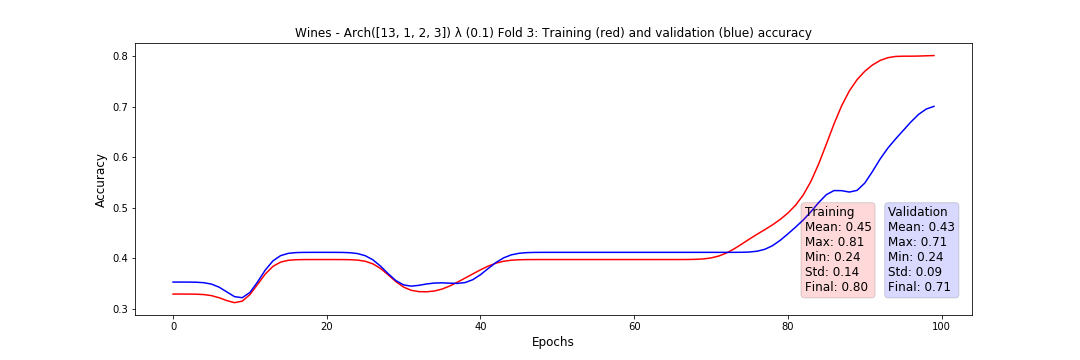 Wines - Arch([13, 1, 2, 3]) λ (0.1) Fold 3: Training (red) and validation (blue) accuracy
Accuracy
0.8
0.7
0.6
0.5
0.4
0.3
Training
Mean: 0.45
Max: 0.81
Min: 0.24
Std: 0.14
Final: 0.80
Validation
Mean: 0.43
Max: 0.71
Min: 0.24
Std: 0.09
Final: 0.71
0 20 40 60 80 100
Epochs